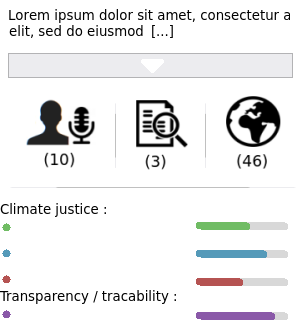 Lorem ipsum dolor sit amet, consectetur a
elit, sed do eiusmod [...]
(10) (3) (46)
Climate justice :
Transparency / tracability :